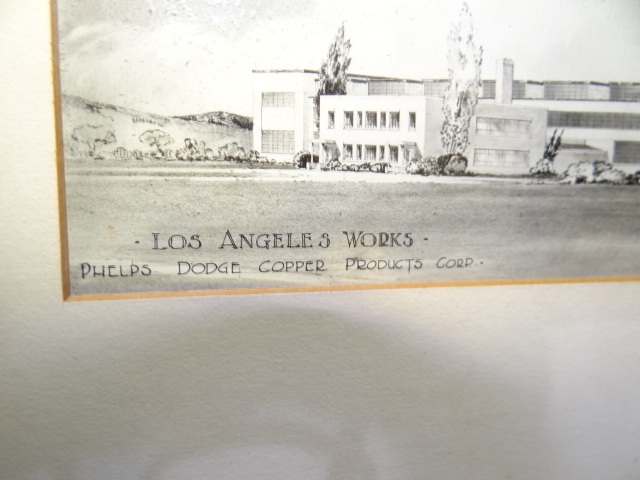 · LOS ANGELES WORKS ·
PHELPS DODGE COPPER PRODUCTS CORP.